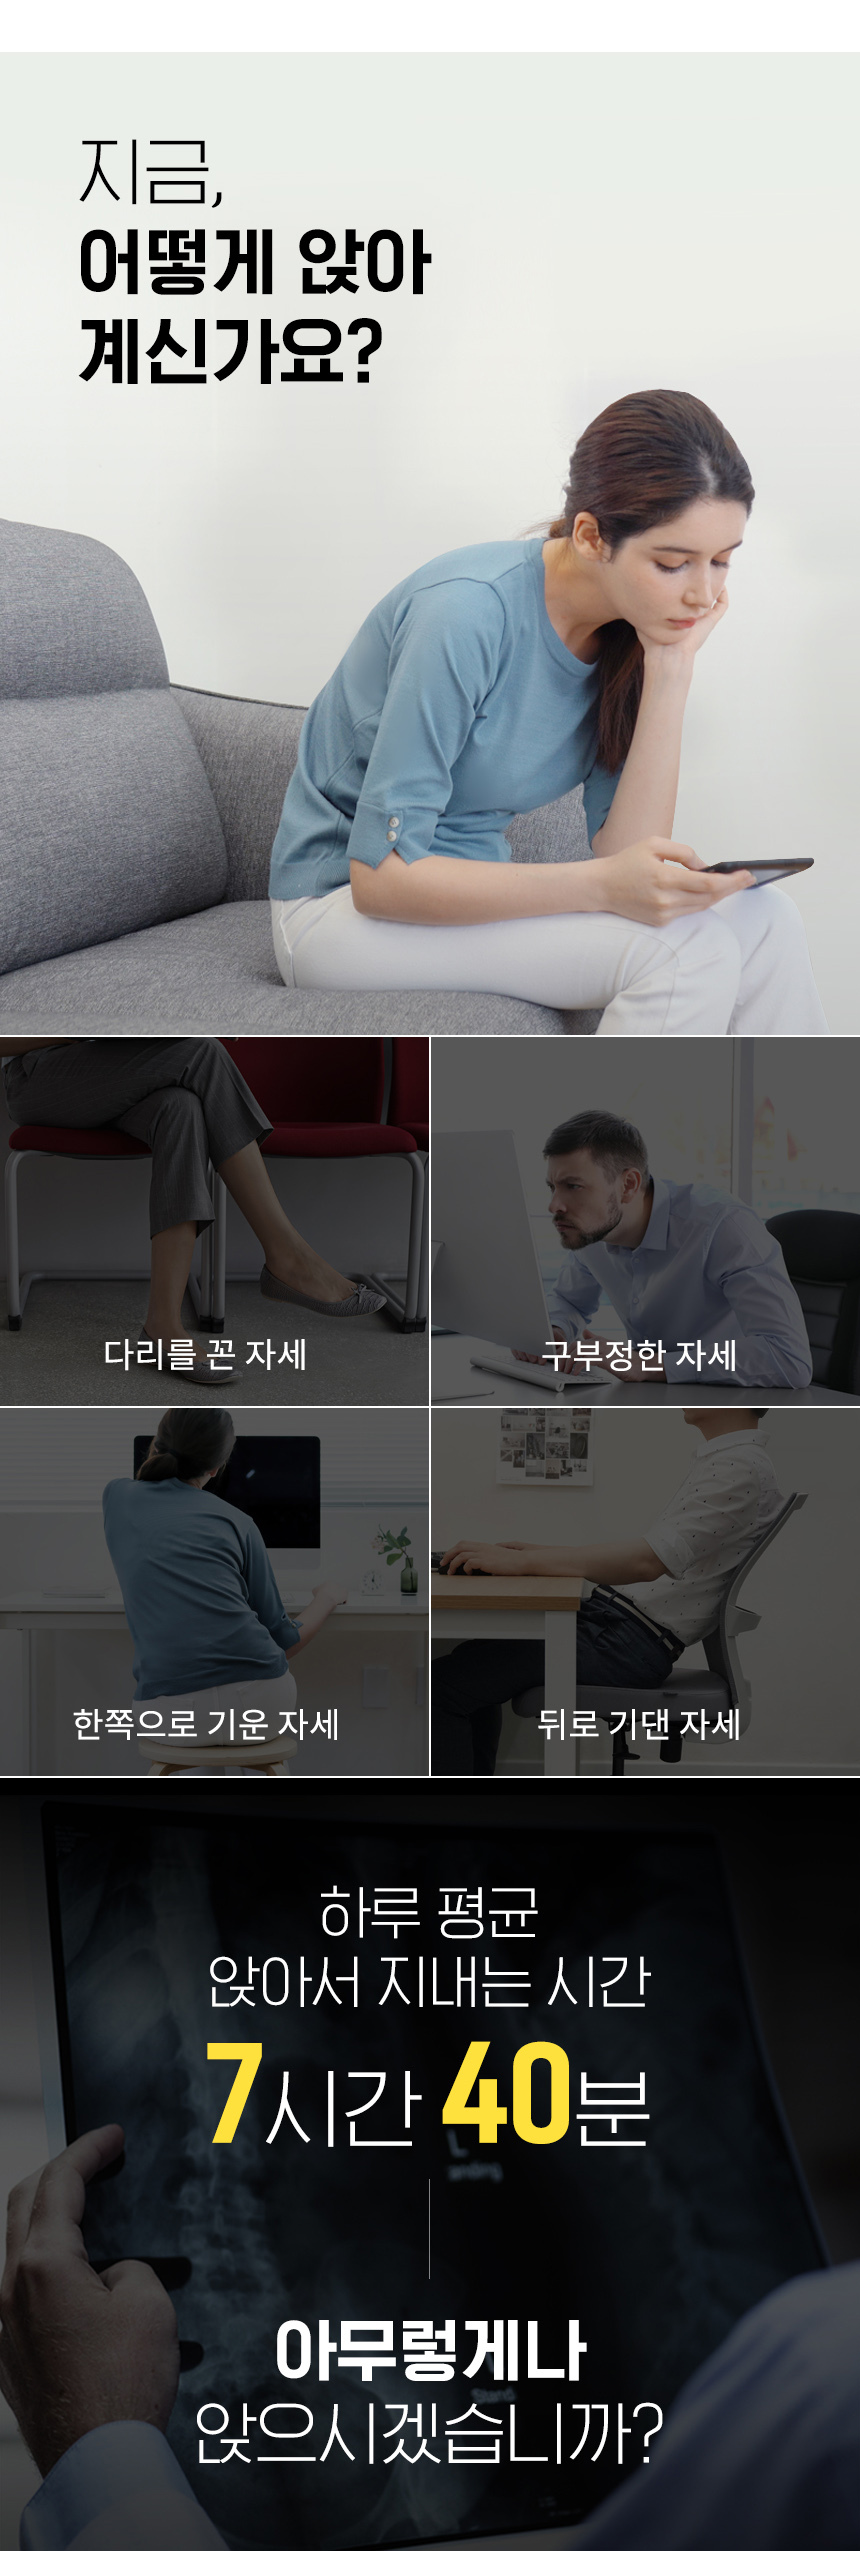 지금,
어떻게 앉아
계신가요?
다리를 꼰 자세
구부정한 자세
한쪽으로 기운 자세
뒤로 기댄 자세
하루 평균
앉아서 지내는 시간
7시간 40분
아무렇게나
앉으시겠습니까?